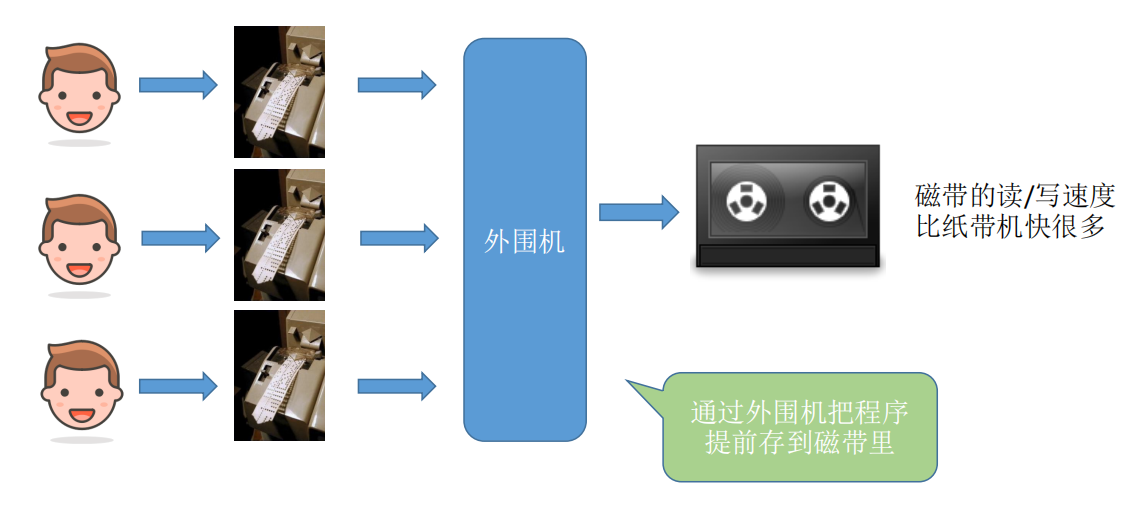 外围机
磁带的读/写速度
比纸带机快很多
通过外围机把程序
提前存到磁带里